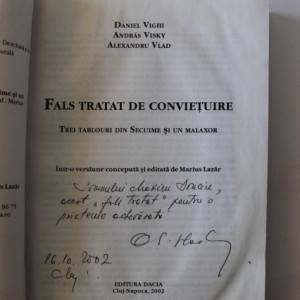 DANIEL VIGHI
ANDRÁS VISKY
ALEXANDRU VLAD
FALS TRATAT DE CONVIEȚUIRE
TREI TABLOURI DIN SECUIME ȘI UN MALAXOR
Într-o versiune concepută și editată de Marius Lazăr
Domnului
acest „fals tratat" pentru o
prietenie adevărată
16.10.2002
Cluj
EDITURA DACIA
Cluj-Napoca, 2002